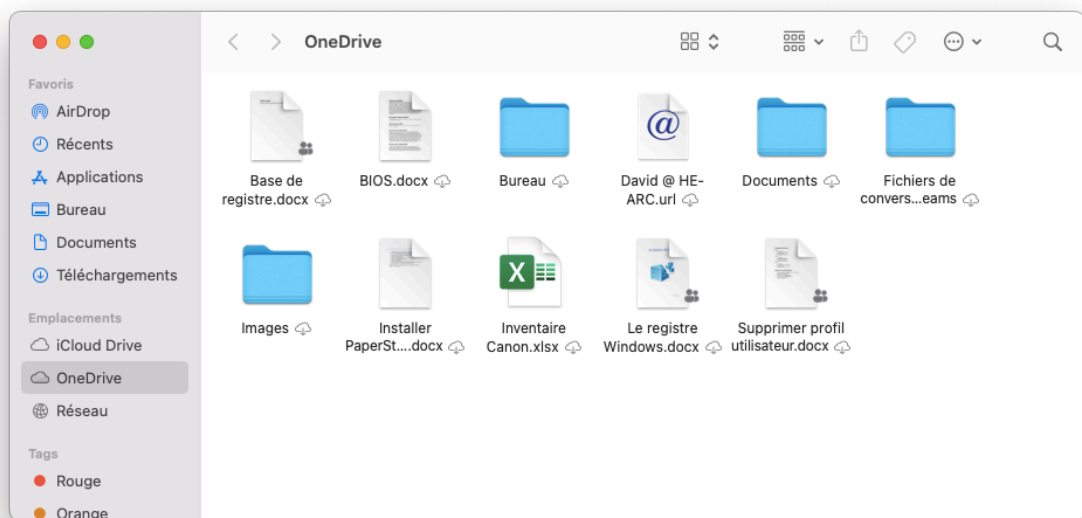 OneDrive
Favoris
AirDrop
Récents
Applications
Bureau
Documents
Téléchargements
Emplacements
iCloud Drive
OneDrive
Réseau
Tags
Rouge
Orange
Base de
registre.docx
BIOS.docx
Bureau
David @ HE-
ARC.url
Documents
Fichiers de
convers...eams
Images
Installer
PaperSt....docx
Inventaire
Canon.xlsx
Le registre
Windows.docx
Supprimer profil
utilisateur.docx